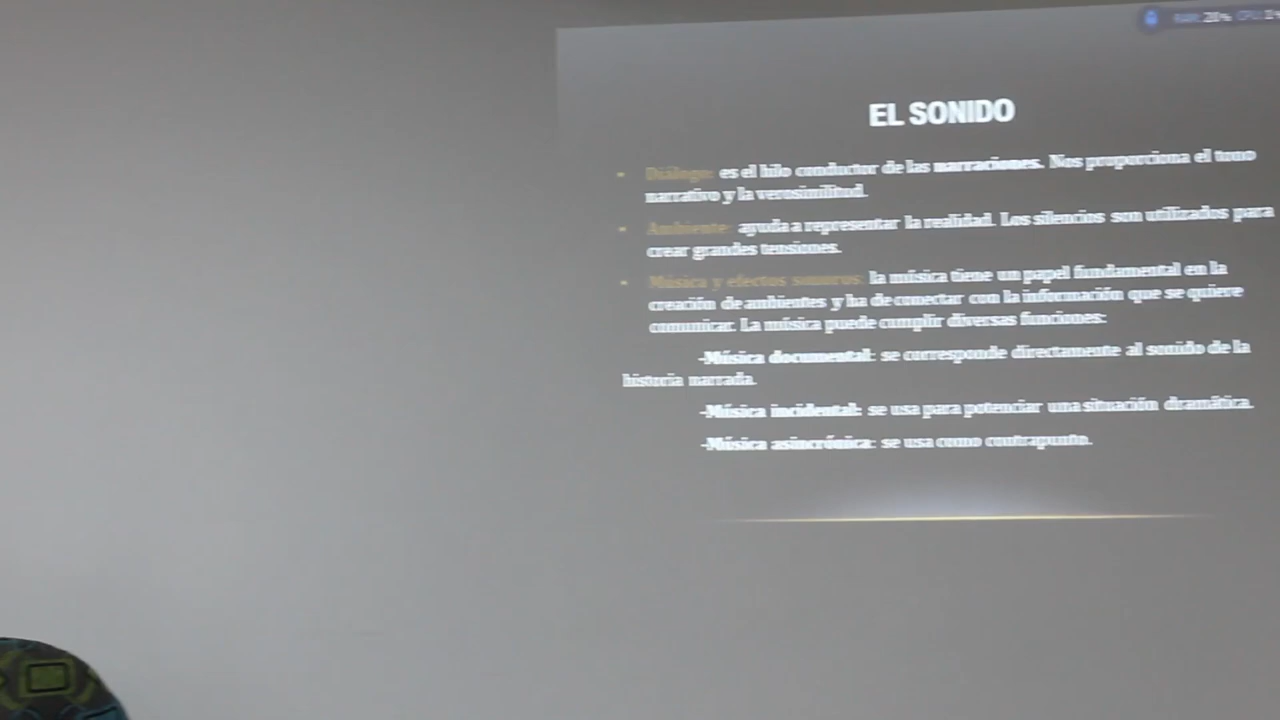 EL SONIDO
Diálogo: es el hilo conductor de las narraciones. Nos proporciona el tono
narrativo y la verosimilitud.
Ambiente: ayuda a representar la realidad. Los silencios son utilizados para
crear grandes tensiones.
Música y efectos sonoros: la música tiene un papel fundamental en la
creación de ambientes y ha de conectar con la información que se quiere
comunicar. La música puede cumplir diversas funciones:
-Música documental: se corresponde directamente al sonido de la
historia narrada.
-Música incidental: se usa para potenciar una situación dramática.
-Música asincrónica: se usa como contrapunto.